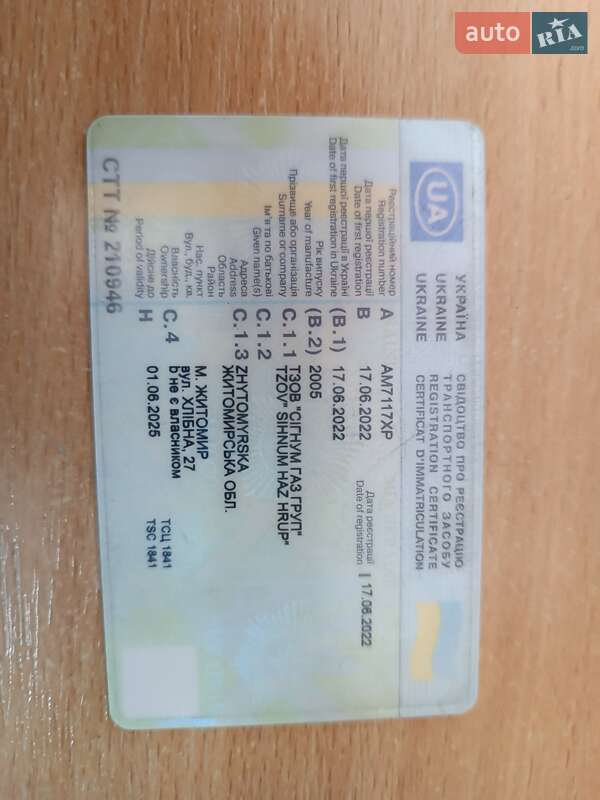 auto RIA .com
UA
УКРАЇНА
UKRAINE
UKRAINE
СВІДОЦТВО ПРО РЕЄСТРАЦІЮ
ТРАНСПОРТНОГО ЗАСОБУ
REGISTRATION CERTIFICATE
CERTIFICAT D'IMMATRICULATION
Реєстраційний номер
Registration number A AM7117XP
Дата першої реєстрації
Date of first registration B 17.06.2022
Дата реєстрації
Date of registration 17.06.2022
Дата першої реєстрації в Україні
Date of first registration in Ukraine (B.1) 17.06.2022
Рік випуску
Year of manufacture (B.2) 2005
Прізвище або організація
Surname or company C.1.1 ТЗОВ "СІГНУМ ГАЗ ГРУП"
TZOV" SIHNUM HAZ HRUP"
Ім'я та по батькові
Given name(s) C.1.2
Адреса
Address C.1.3 ZHYTOMYRSKA
Область ЖИТОМИРСЬКА ОБЛ.
Район
Нас. пункт М. ЖИТОМИР
Вул, буд, кв. вул. ХЛІБНА, 27
Власність
Ownership C.4 b не є власником
Дійсне до
Period of validity H 01.06.2025
ТСЦ 1841
TSC 1841
СТТ № 210946